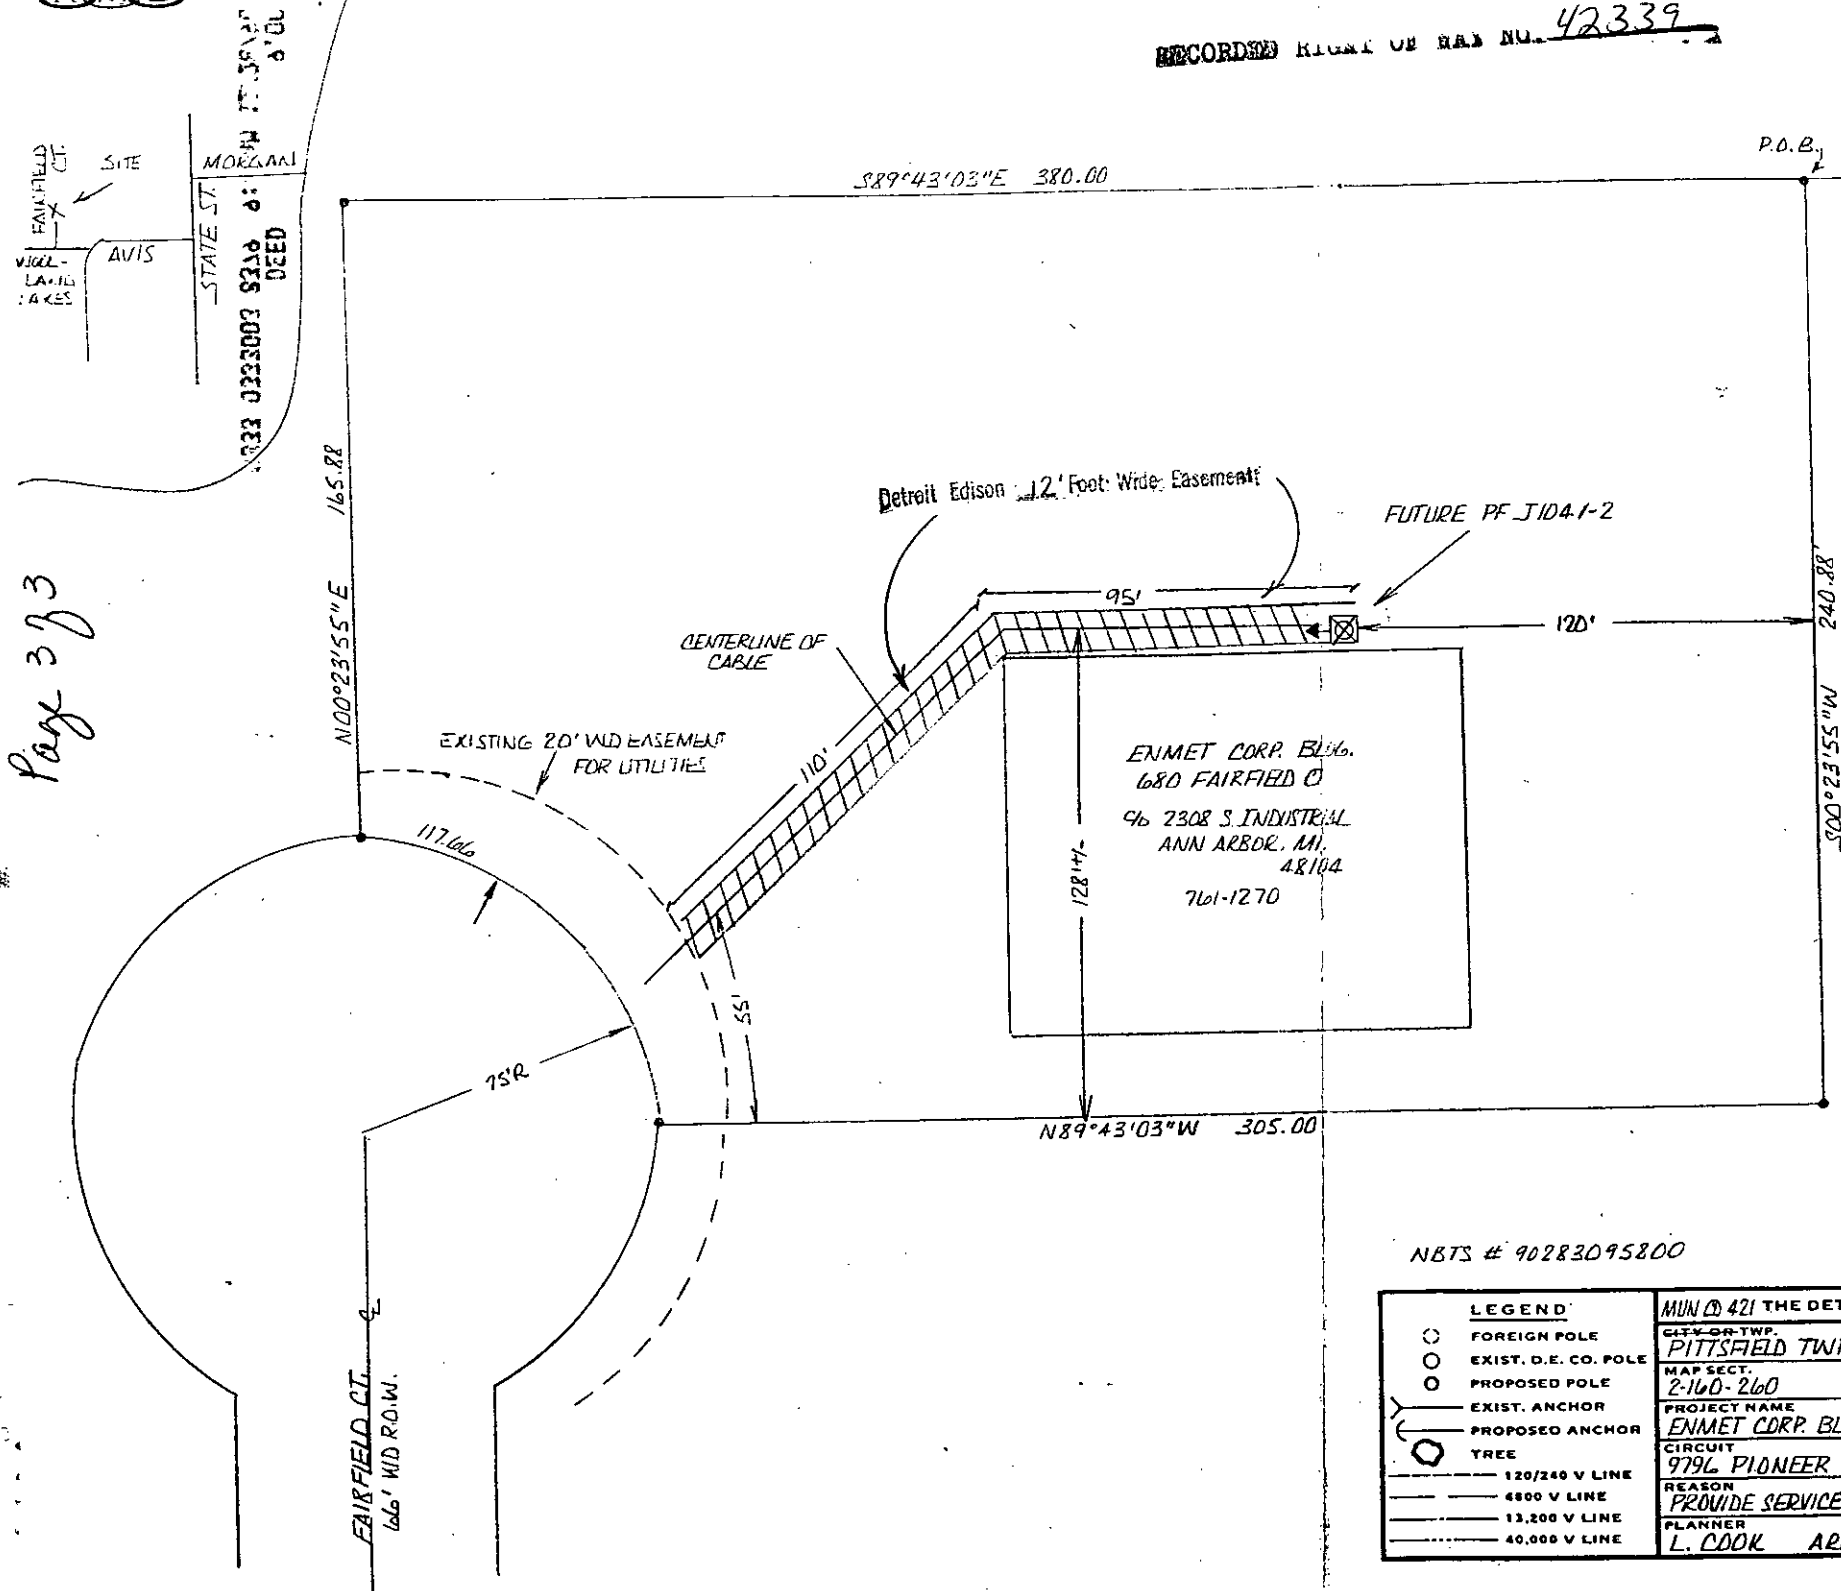 RECORDED RIGHT OF WAY NO. 42339
DEED
FAIRFIELD CT.
SITE
MORGAN
STATE ST.
AVIS
P.O.B.
S89°43'03"E 380.00
N00°23'55"E 165.88
S00°23'55"W 240.88'
Page 3 of 3
Detroit Edison 12' Foot Wide Easement
FUTURE PF J1041-2
95'
120'
CENTERLINE OF
CABLE
EXISTING 20' WD EASEMENT
FOR UTILITIES
110'
117.66
128'+/-
ENMET CORP. BLDG.
680 FAIRFIELD CT
c/o 2308 S. INDUSTRIAL
ANN ARBOR, MI.
48104
761-1270
55'
75'R
N89°43'03"W 305.00
FAIRFIELD CT.
66' WD R.O.W.
NBTS # 90283095800
LEGEND
FOREIGN POLE
EXIST. D.E. CO. POLE
PROPOSED POLE
EXIST. ANCHOR
PROPOSED ANCHOR
TREE
120/240 V LINE
4800 V LINE
13,200 V LINE
40,000 V LINE
421 THE DET
CITY OR TWP.
PITTSFIELD TW
MAP SECT.
2-160-260
PROJECT NAME
ENMET CORP. BL
CIRCUIT
9796 PIONEER
REASON
PROVIDE SERVICE
PLANNER
L. COOK AR